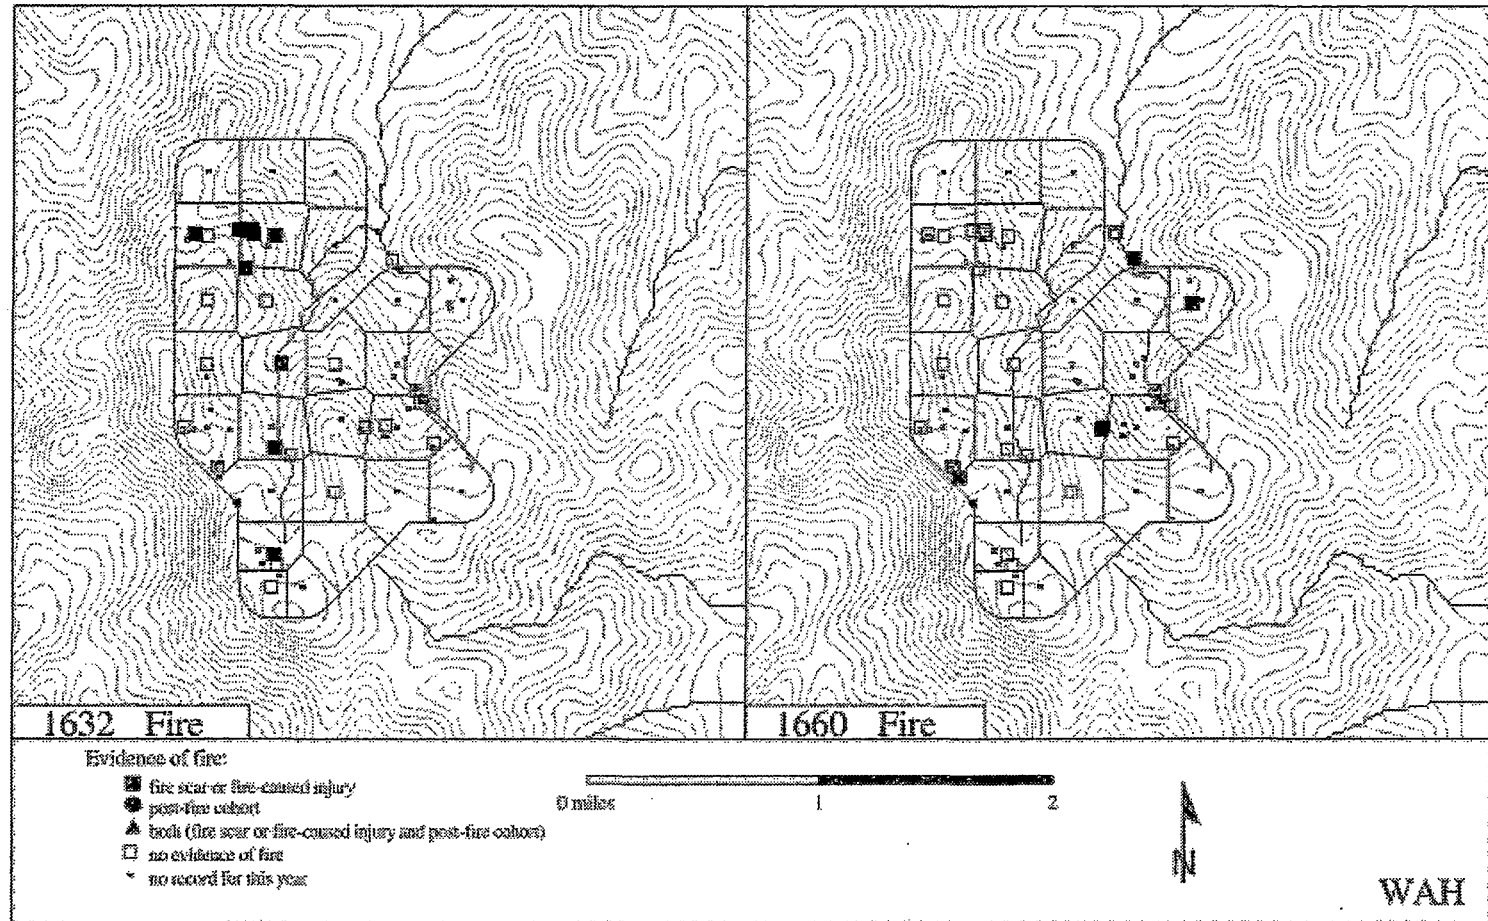 1632 Fire
1660 Fire
Evidence of fire:
fire scar or fire-caused injury
post-fire cohort
both (fire scar or fire-caused injury and post-fire cohort)
no evidence of fire
no record for this year
0 miles 1 2
N
WAH